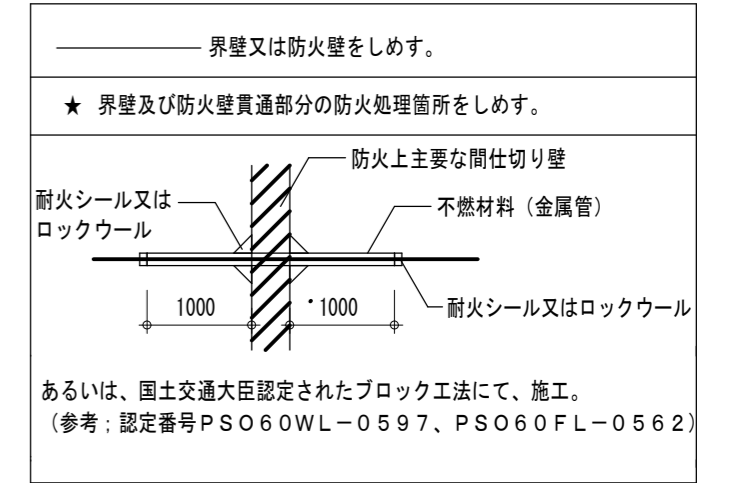 界壁又は防火壁をしめす。
★ 界壁及び防火壁貫通部分の防火処理箇所をしめす。
防火上主要な間仕切り壁
耐火シール又は
ロックウール
不燃材料（金属管）
1000
1000
耐火シール又はロックウール
あるいは、国土交通大臣認定されたブロック工法にて、施工。
（参考；認定番号ＰＳＯ６０ＷＬ－０５９７、ＰＳＯ６０ＦＬ－０５６２）